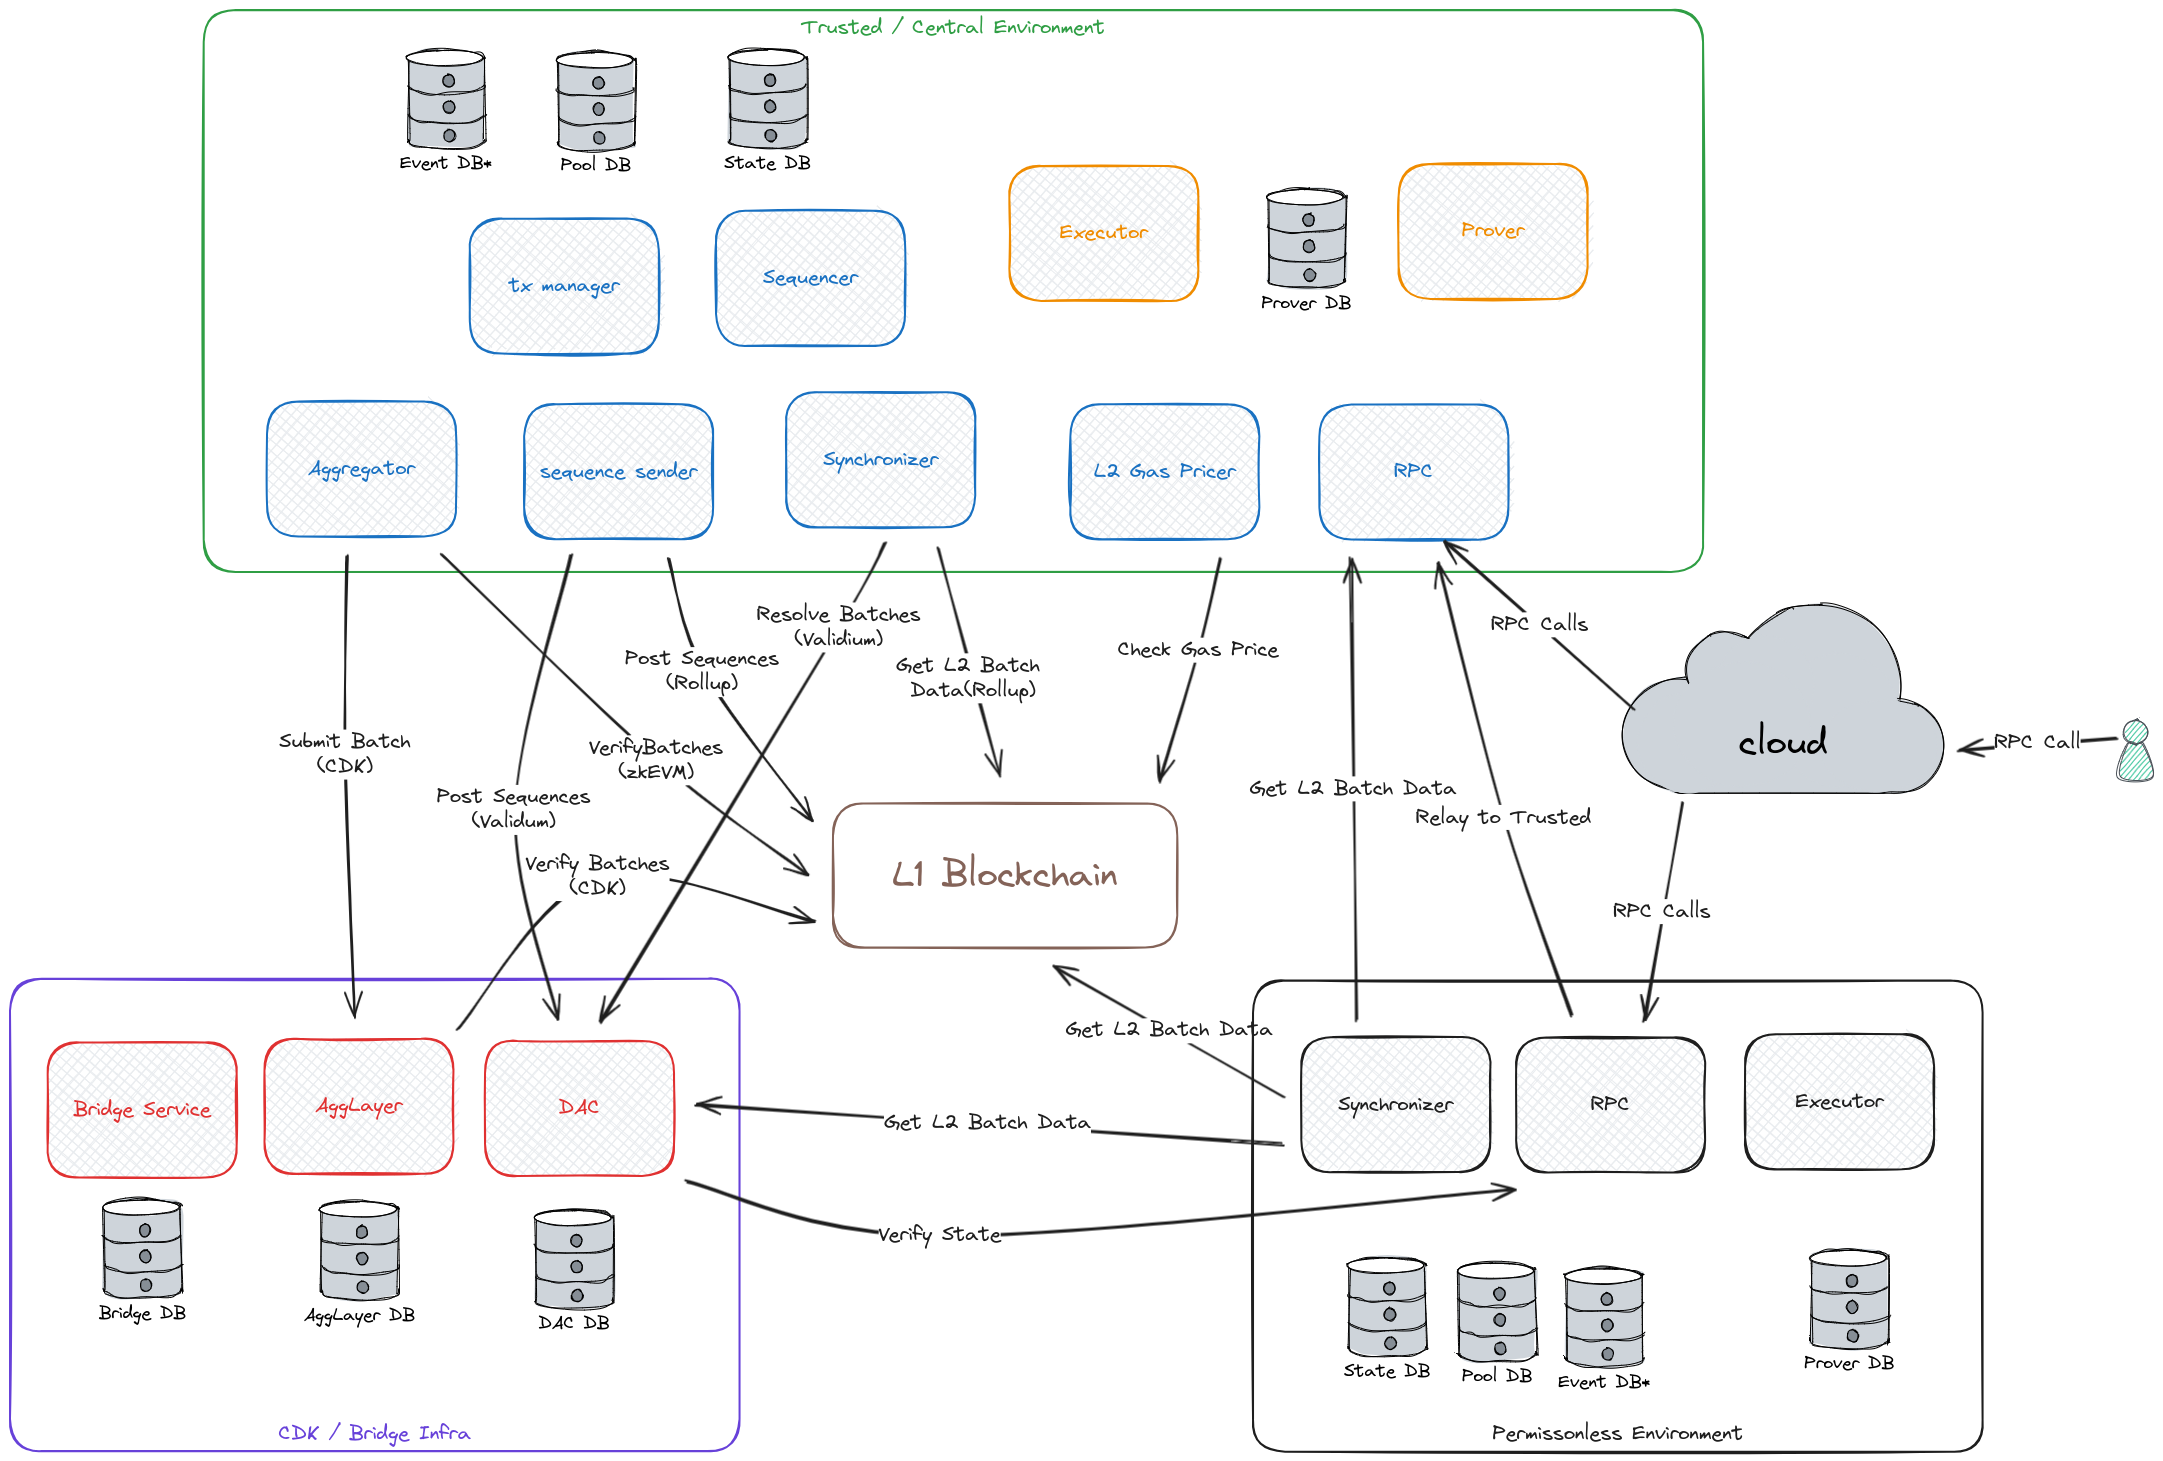 Trusted / Central Environment
Event DB*
Pool DB
State DB
Executor
Prover
Prover DB
tx manager
Sequencer
Aggregator
sequence sender
Synchronizer
L2 Gas Pricer
RPC
Resolve Batches
(Validium)
RPC Calls
Post Sequences
(Rollup)
Get L2 Batch
Data(Rollup)
Check Gas Price
Submit Batch
(CDK)
VerifyBatches
(zkEVM)
cloud
RPC Call
Post Sequences
(Validum)
Get L2 Batch Data
Relay to Trusted
Verify Batches
(CDK)
L1 Blockchain
RPC Calls
Get L2 Batch Data
Bridge Service
AggLayer
DAC
Get L2 Batch Data
Synchronizer
RPC
Executor
Verify State
Bridge DB
AggLayer DB
DAC DB
State DB
Pool DB
Event DB*
Prover DB
CDK / Bridge Infra
Permissonless Environment